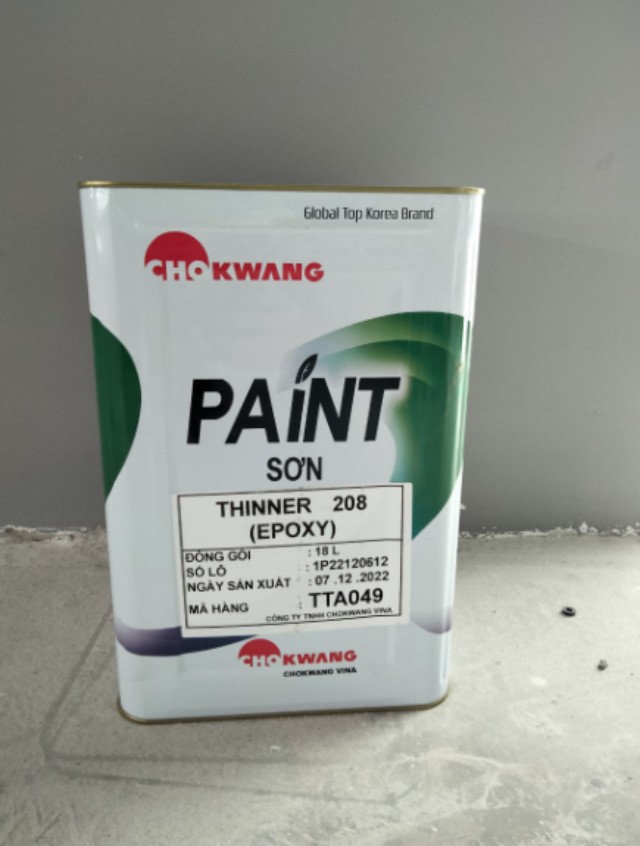 Global Top Korea Brand
CHOKWANG
PAINT
SƠN
THINNER 208
(EPOXY)
ĐÓNG GÓI : 18 L
SỐ LÔ : 1P22120612
NGÀY SẢN XUẤT : 07 .12 .2022
MÃ HÀNG : TTA049
CÔNG TY TNHH CHOKWANG VINA
CHOKWANG
CHOKWANG VINA